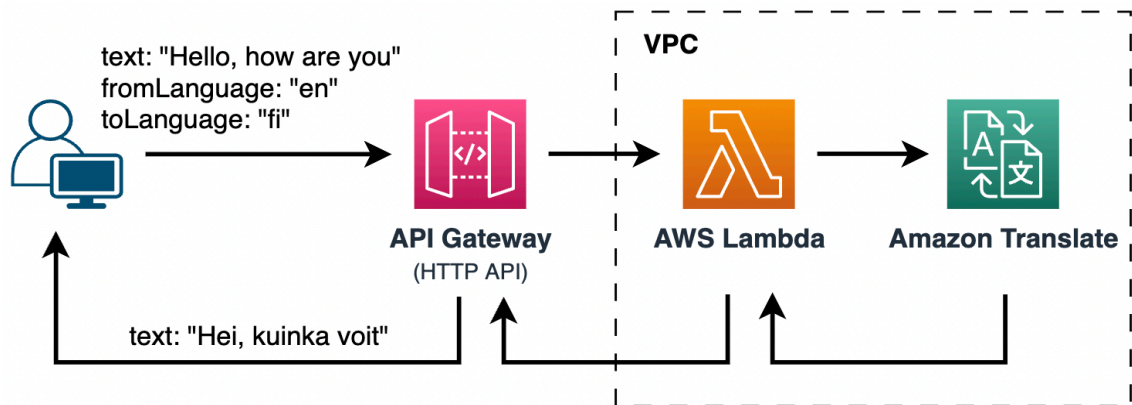 text: "Hello, how are you"
fromLanguage: "en"
toLanguage: "fi"
VPC
</>
A
文
API Gateway
(HTTP API)
AWS Lambda
Amazon Translate
text: "Hei, kuinka voit"